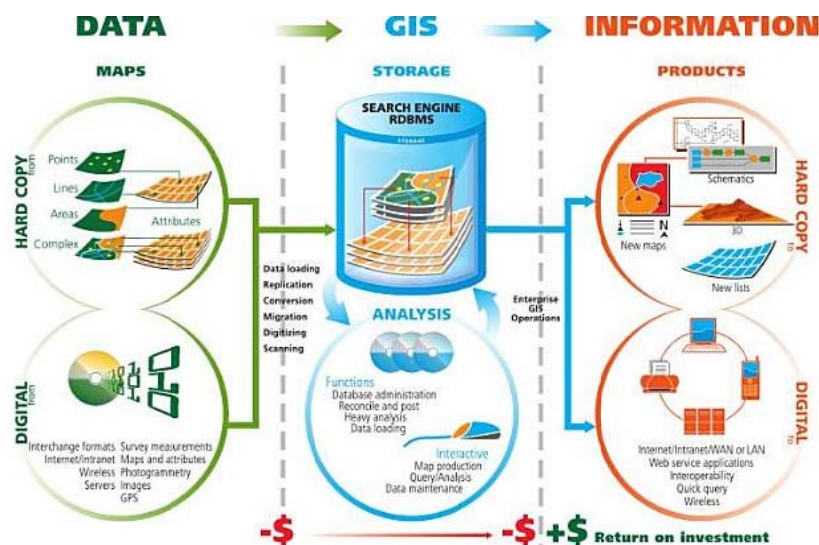 DATA
GIS
INFORMATION
MAPS
STORAGE
PRODUCTS
HARD COPY
from
Points
Lines
Areas
Complex
Attributes
DIGITAL
from
Interchange formats
Internet/Intranet
Wireless
Servers
Survey measurements
Maps and attributes
Photogrammetry
Images
GPS
Data loading
Replication
Conversion
Migration
Digitizing
Scanning
SEARCH ENGINE
RDBMS
STORAGE
ANALYSIS
Functions
Database administration
Reconcile and post
Heavy analysis
Data loading
Interactive
Map production
Query/Analysis
Data maintenance
Enterprise
GIS
Operations
HARD COPY
to
Schematics
N
New maps
3D
New lists
DIGITAL
to
Internet/Intranet/WAN or LAN
Web service applications
Interoperability
Quick query
Wireless
-$
-$
+$ Return on investment